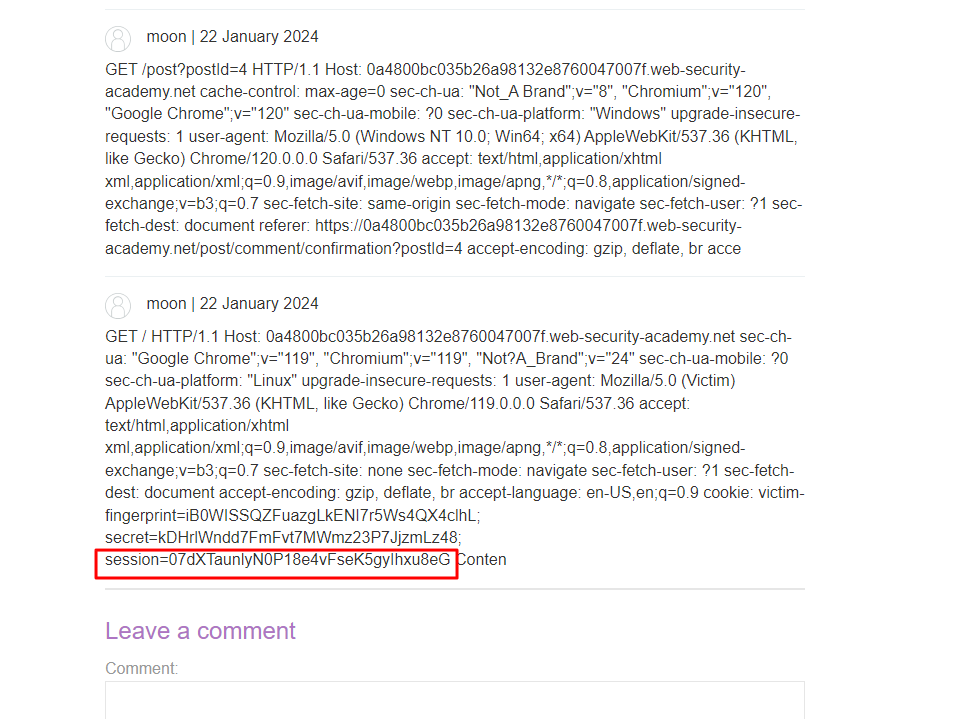 moon | 22 January 2024
GET /post?postId=4 HTTP/1.1 Host: 0a4800bc035b26a98132e8760047007f.web-security-
academy.net cache-control: max-age=0 sec-ch-ua: "Not_A Brand";v="8", "Chromium";v="120",
"Google Chrome";v="120" sec-ch-ua-mobile: ?0 sec-ch-ua-platform: "Windows" upgrade-insecure-
requests: 1 user-agent: Mozilla/5.0 (Windows NT 10.0; Win64; x64) AppleWebKit/537.36 (KHTML,
like Gecko) Chrome/120.0.0.0 Safari/537.36 accept: text/html,application/xhtml
xml,application/xml;q=0.9,image/avif,image/webp,image/apng,*/*;q=0.8,application/signed-
exchange;v=b3;q=0.7 sec-fetch-site: same-origin sec-fetch-mode: navigate sec-fetch-user: ?1 sec-
fetch-dest: document referer: https://0a4800bc035b26a98132e8760047007f.web-security-
academy.net/post/comment/confirmation?postId=4 accept-encoding: gzip, deflate, br acce
moon | 22 January 2024
GET / HTTP/1.1 Host: 0a4800bc035b26a98132e8760047007f.web-security-academy.net sec-ch-
ua: "Google Chrome";v="119", "Chromium";v="119", "Not?A_Brand";v="24" sec-ch-ua-mobile: ?0
sec-ch-ua-platform: "Linux" upgrade-insecure-requests: 1 user-agent: Mozilla/5.0 (Victim)
AppleWebKit/537.36 (KHTML, like Gecko) Chrome/119.0.0.0 Safari/537.36 accept:
text/html,application/xhtml
xml,application/xml;q=0.9,image/avif,image/webp,image/apng,*/*;q=0.8,application/signed-
exchange;v=b3;q=0.7 sec-fetch-site: none sec-fetch-mode: navigate sec-fetch-user: ?1 sec-fetch-
dest: document accept-encoding: gzip, deflate, br accept-language: en-US,en;q=0.9 cookie: victim-
fingerprint=iB0WISSQZFuazgLkENI7r5Ws4QX4clhL;
secret=kDHrlWndd7FmFvt7MWmz23P7JjzmLz48;
session=07dXTaunlyN0P18e4vFseK5gylhxu8eG Conten
Leave a comment
Comment: